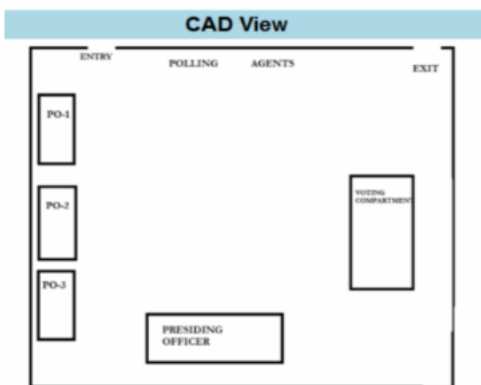 CAD View
ENTRY
POLLING AGENTS
EXIT
PO-1
PO-2
VOTING
COMPARTMENT
PO-3
PRESIDING
OFFICER